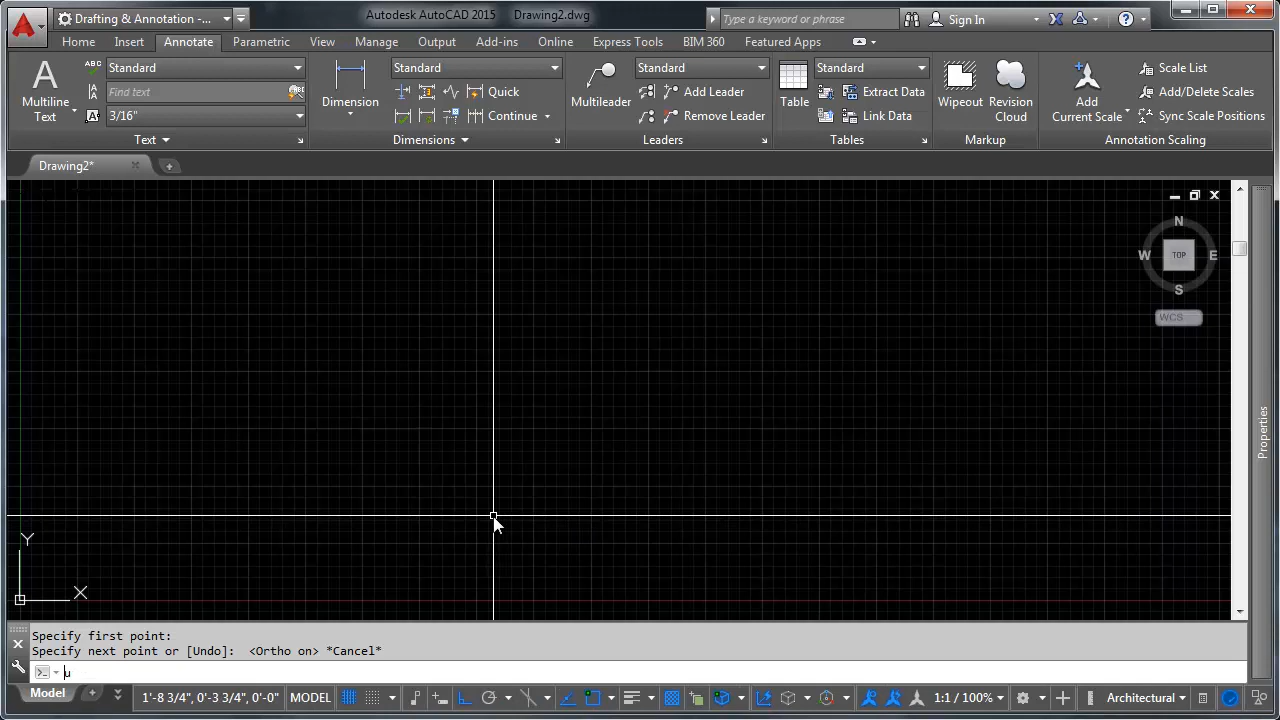 Drafting & Annotation -...
Autodesk AutoCAD 2015 Drawing2.dwg
Type a keyword or phrase
Sign In
Home Insert Annotate Parametric View Manage Output Add-ins Online Express Tools BIM 360 Featured Apps
A
Multiline
Text
ABC
Standard
Find text
ABC
A
3/16"
Text
Dimension
Standard
Quick
Continue
Dimensions
Multileader
Standard
Add Leader
Remove Leader
Leaders
Table
Standard
Extract Data
Link Data
Tables
Wipeout
Revision
Cloud
Markup
Add
Current Scale
Scale List
Add/Delete Scales
Sync Scale Positions
Annotation Scaling
Drawing2*
N
W TOP E
S
WCS
Properties
Y
X
Specify first point:
Specify next point or [Undo]: <Ortho on> *Cancel*
u
Model
1'-8 3/4", 0'-3 3/4", 0'-0" MODEL 1:1 / 100% Architectural